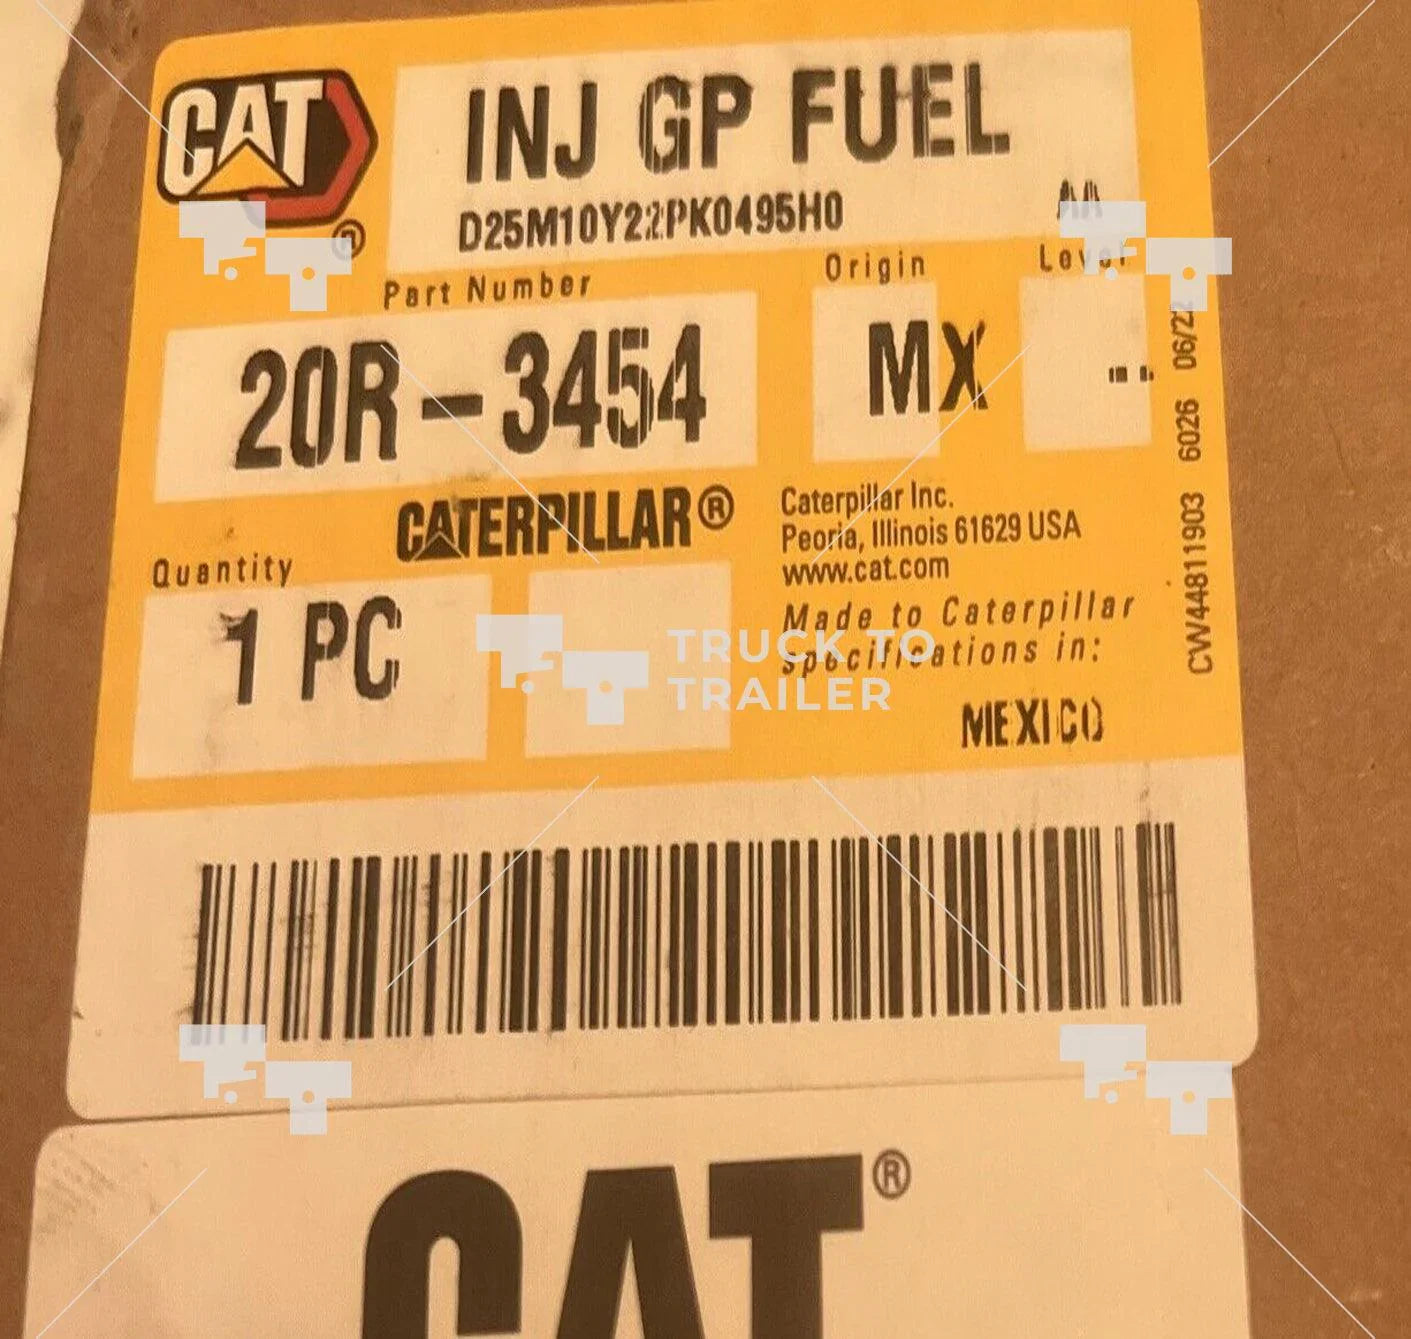 CAT
®
INJ GP FUEL
D25M10Y22PK0495H0
AA
Part Number
Origin
Level
20R-3454
MX
--
CATERPILLAR®
Caterpillar Inc.
Peoria, Illinois 61629 USA
www.cat.com
Quantity
1 PC
Made to Caterpillar
specifications in:
MEXICO
CW44811903 6026 06/22
TRUCK TO
TRAILER
CAT®